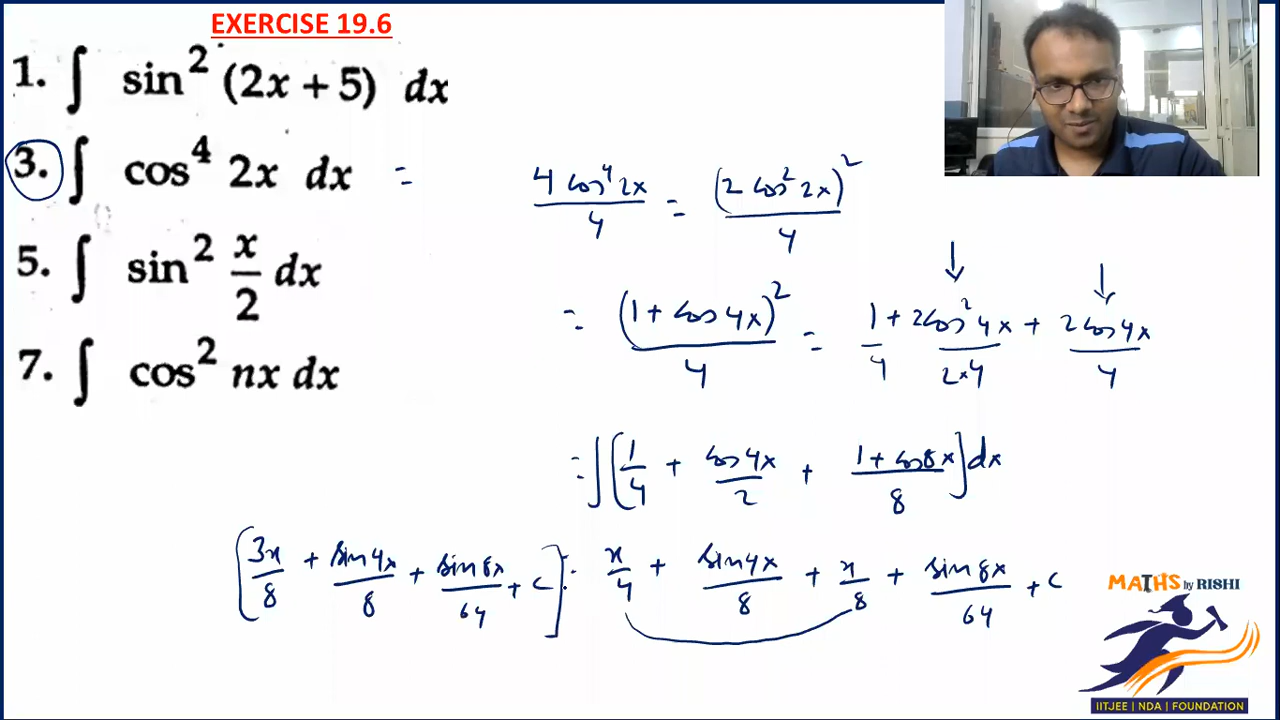 EXERCISE 19.6
1. ∫ sin² (2x + 5) dx
3. ∫ cos⁴ 2x dx = 4 cos⁴ 2x / 4 = (2 cos² 2x)² / 4
= (1 + cos 4x)² / 4 = 1/4 + 2cos² 4x / 2×4 + 2cos 4x / 4
5. ∫ sin² x/2 dx
7. ∫ cos² nx dx
= ∫ [1/4 + cos 4x / 2 + 1 + cos 8x / 8] dx
[3x/8 + sin 4x / 8 + sin 8x / 64 + c] = x/4 + sin 4x / 8 + x/8 + sin 8x / 64 + c
MATHS by RISHI
IITJEE | NDA | FOUNDATION